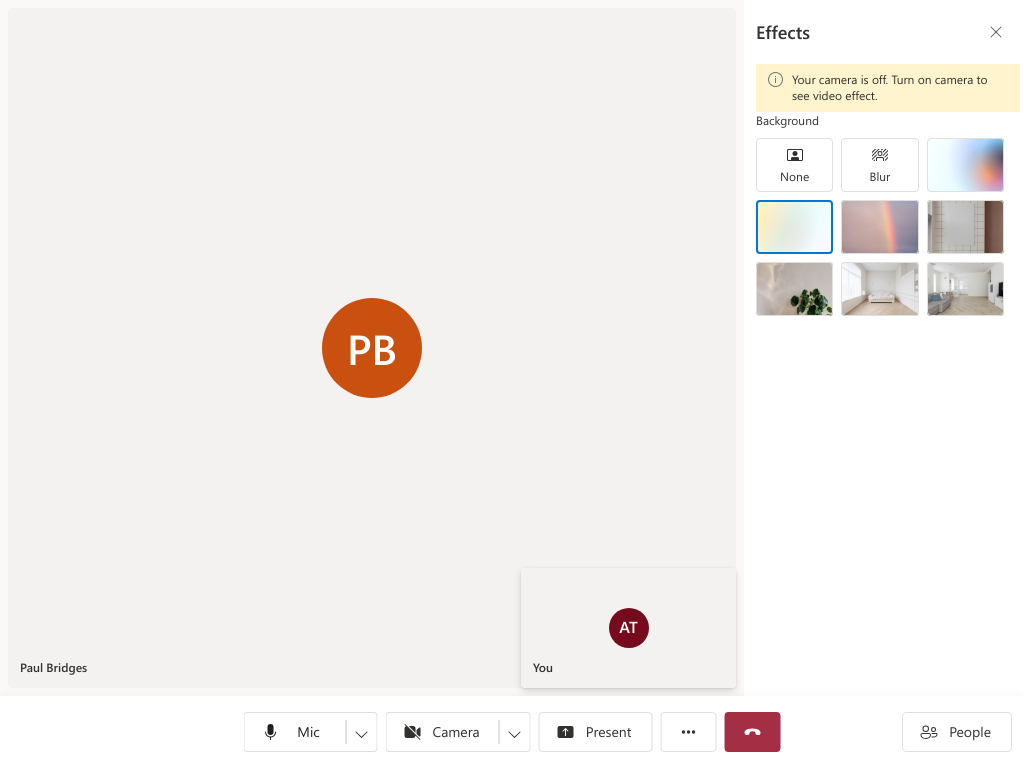 Effects
Your camera is off. Turn on camera to
see video effect.
Background
None
Blur
PB
AT
Paul Bridges
You
Mic
Camera
Present
People